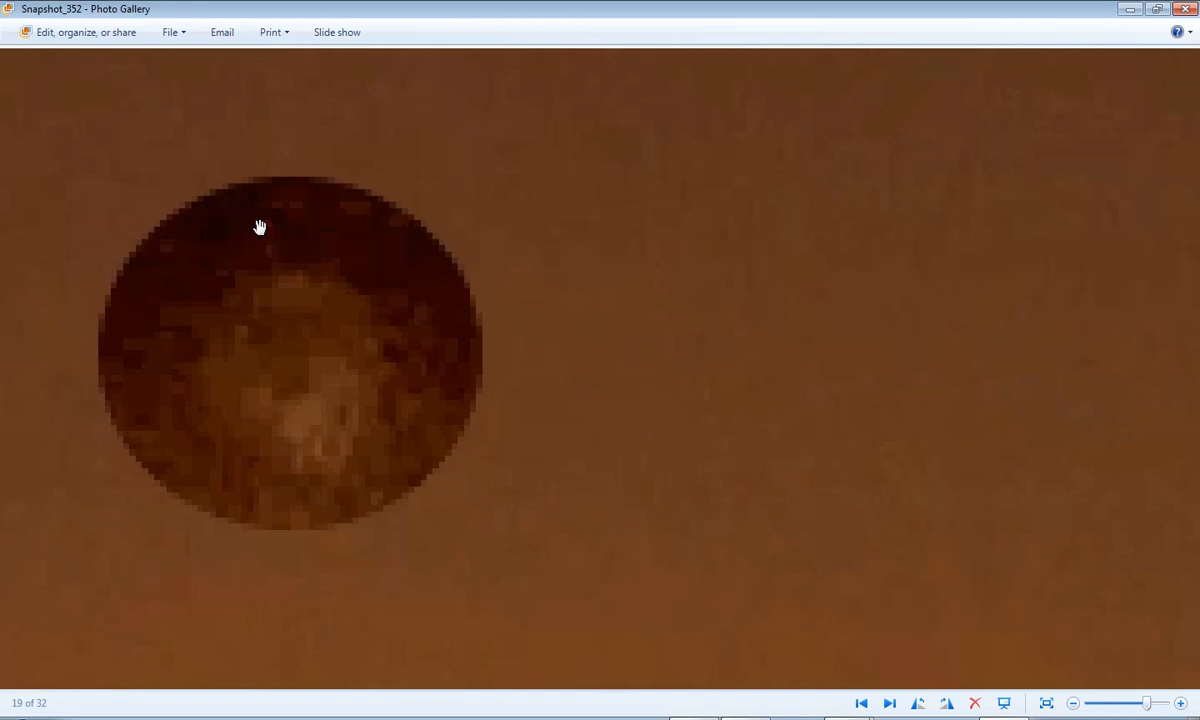 Snapshot_352 - Photo Gallery
Edit, organize, or share File Email Print Slide show
19 of 32